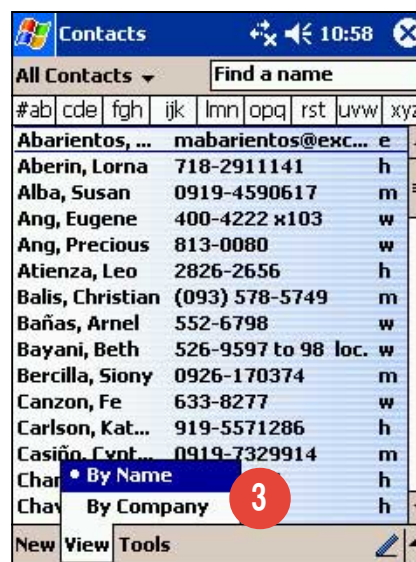 Contacts 10:58
All Contacts Find a name
#ab cde fgh ijk lmn opq rst uvw xyz
Abarientos, ... mabarientos@exc... e
Aberin, Lorna 718-2911141 h
Alba, Susan 0919-4590617 m
Ang, Eugene 400-4222 x103 w
Ang, Precious 813-0080 w
Atienza, Leo 2826-2656 h
Balis, Christian (093) 578-5749 m
Bañas, Arnel 552-6798 w
Bayani, Beth 526-9597 to 98 loc. w
Bercilla, Siony 0926-170374 m
Canzon, Fe 633-8277 w
Carlson, Kat... 919-5571286 h
Casiño, Cynt... 0919-7329914 m
Char h
• By Name
Chav h
By Company
3
New View Tools